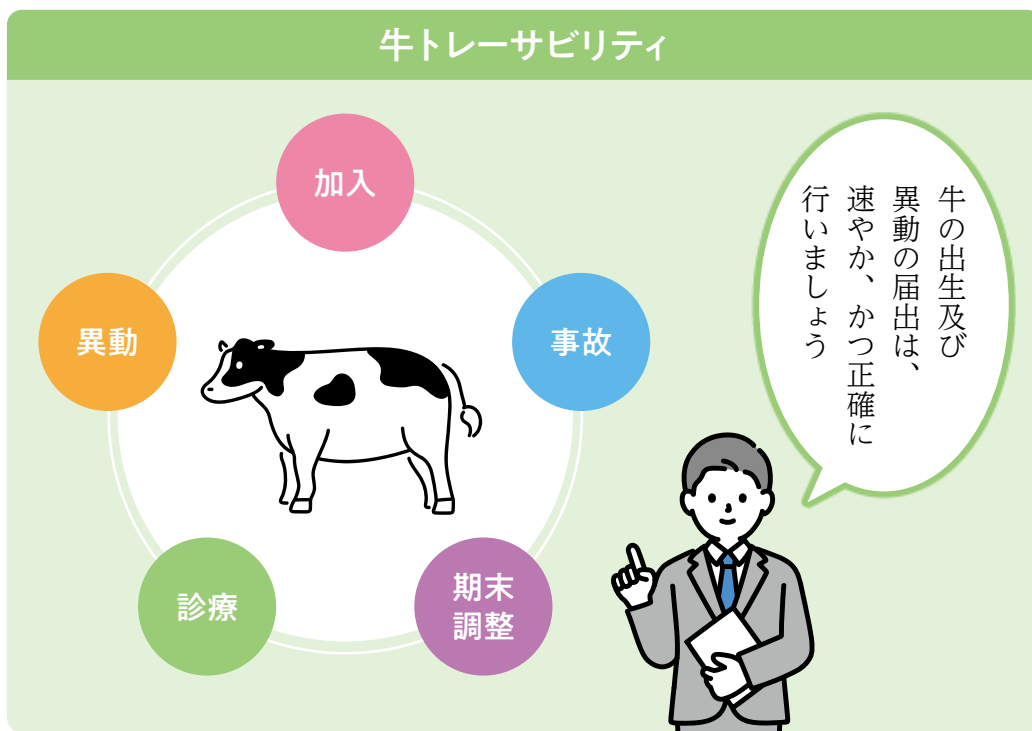 牛トレーサビリティ
加入
異動
事故
診療
期末
調整
牛の出生及び
異動の届出は、
速やか、かつ正確に
行いましょう